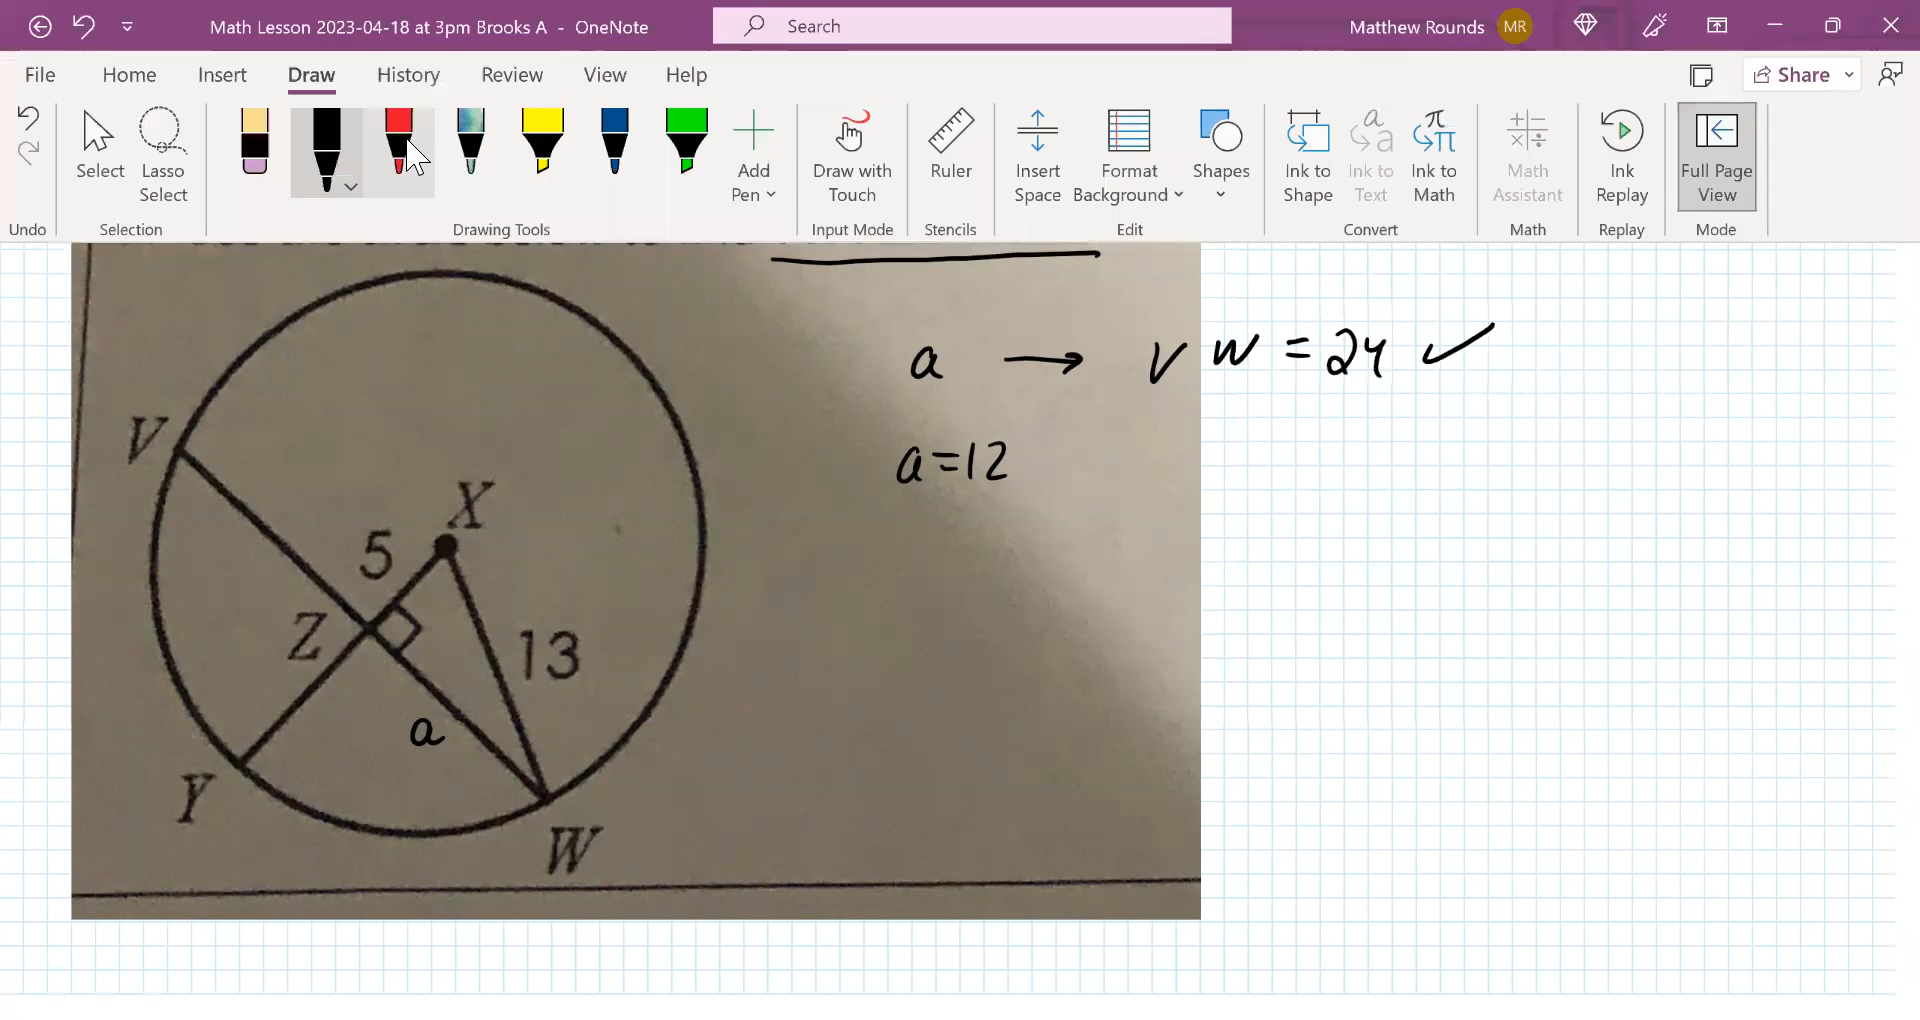 Math Lesson 2023-04-18 at 3pm Brooks A - OneNote
Search
Matthew Rounds MR
File Home Insert Draw History Review View Help
Share
Select
Lasso Select
Add Pen
Draw with Touch
Ruler
Insert Space
Format Background
Shapes
Ink to Shape
Ink to Text
Ink to Math
Math Assistant
Ink Replay
Full Page View
Undo Selection Drawing Tools Input Mode Stencils Edit Convert Math Replay Mode
a → VW = 24 ✓
a = 12
V
X
5
Z
13
a
Y
W